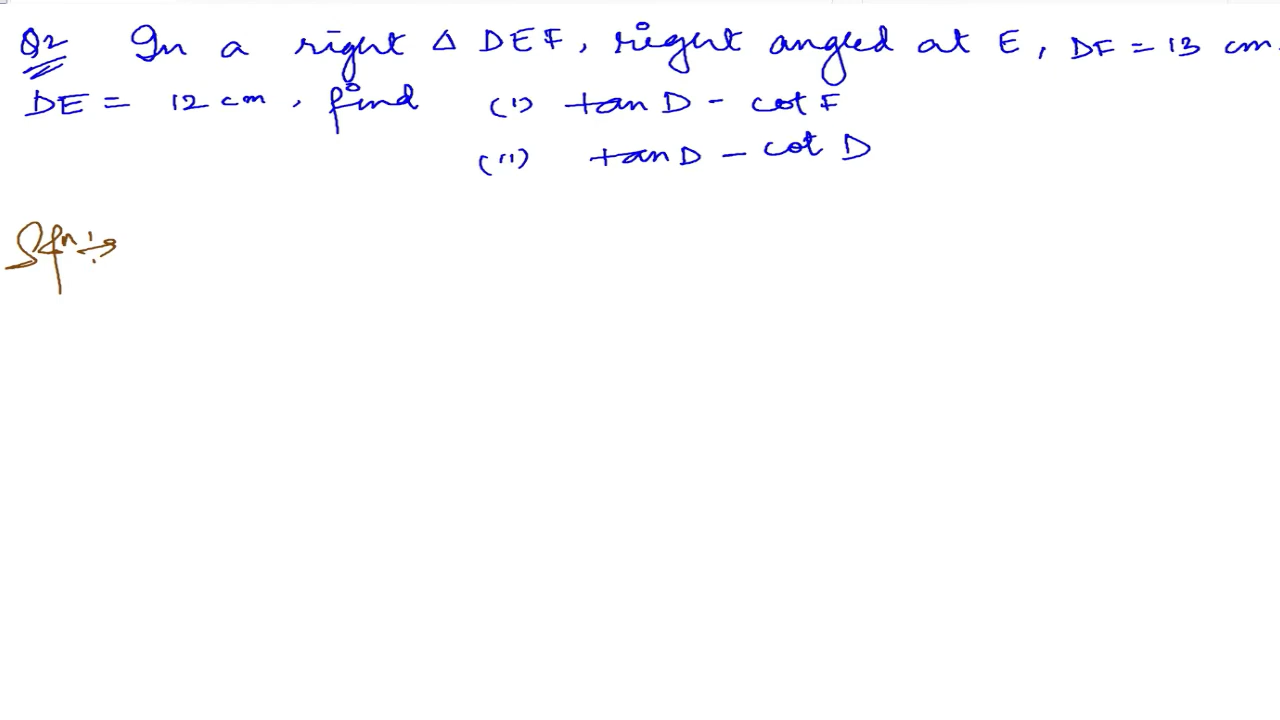 Q2 In a right Δ DEF, right angled at E, DF = 13 cm.
DE = 12 cm, find (i) tan D - cot F
(ii) tan D - cot D
Sol^n :→